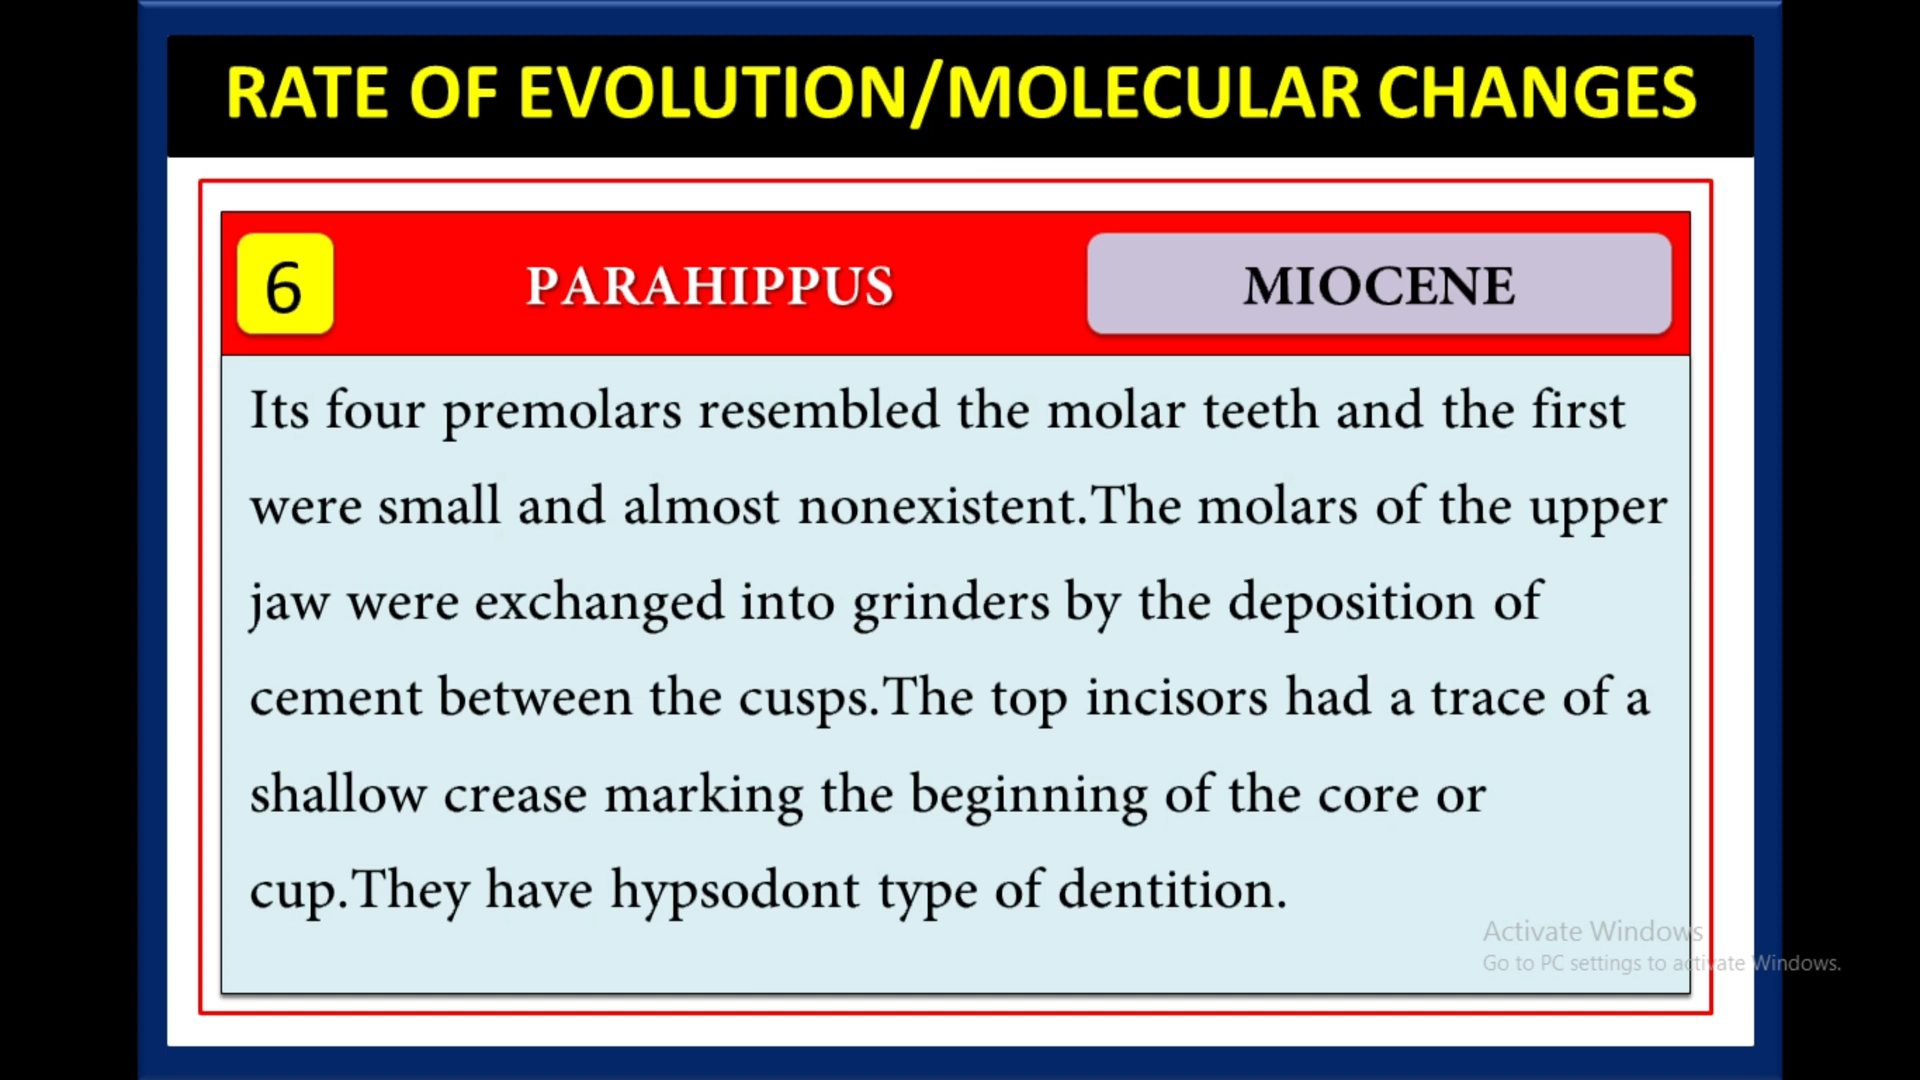 RATE OF EVOLUTION/MOLECULAR CHANGES
6 PARAHIPPUS MIOCENE
Its four premolars resembled the molar teeth and the first
were small and almost nonexistent.The molars of the upper
jaw were exchanged into grinders by the deposition of
cement between the cusps.The top incisors had a trace of a
shallow crease marking the beginning of the core or
cup.They have hypsodont type of dentition.
Activate Windows
Go to PC settings to activate Windows.